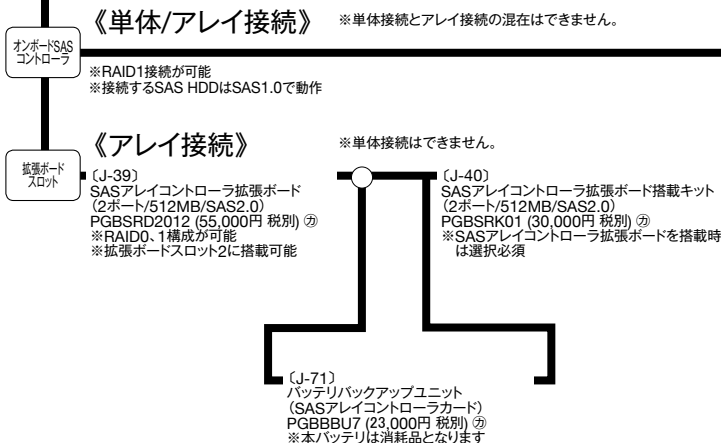 《単体/アレイ接続》 ※単体接続とアレイ接続の混在はできません。
オンボードSAS
コントローラ
※RAID1接続が可能
※接続するSAS HDDはSAS1.0で動作
《アレイ接続》 ※単体接続はできません。
拡張ボード
スロット
〔J-39〕
SASアレイコントローラ拡張ボード
(2ポート/512MB/SAS2.0)
PGBSRD2012 (55,000円 税別) ㋕
※RAID0、1構成が可能
※拡張ボードスロット2に搭載可能
〔J-40〕
SASアレイコントローラ拡張ボード搭載キット
(2ポート/512MB/SAS2.0)
PGBSRK01 (30,000円 税別) ㋕
※SASアレイコントローラ拡張ボードを搭載時
は選択必須
〔J-71〕
バッテリバックアップユニット
(SASアレイコントローラカード)
PGBBBU7 (23,000円 税別) ㋕
※本バッテリは消耗品となります